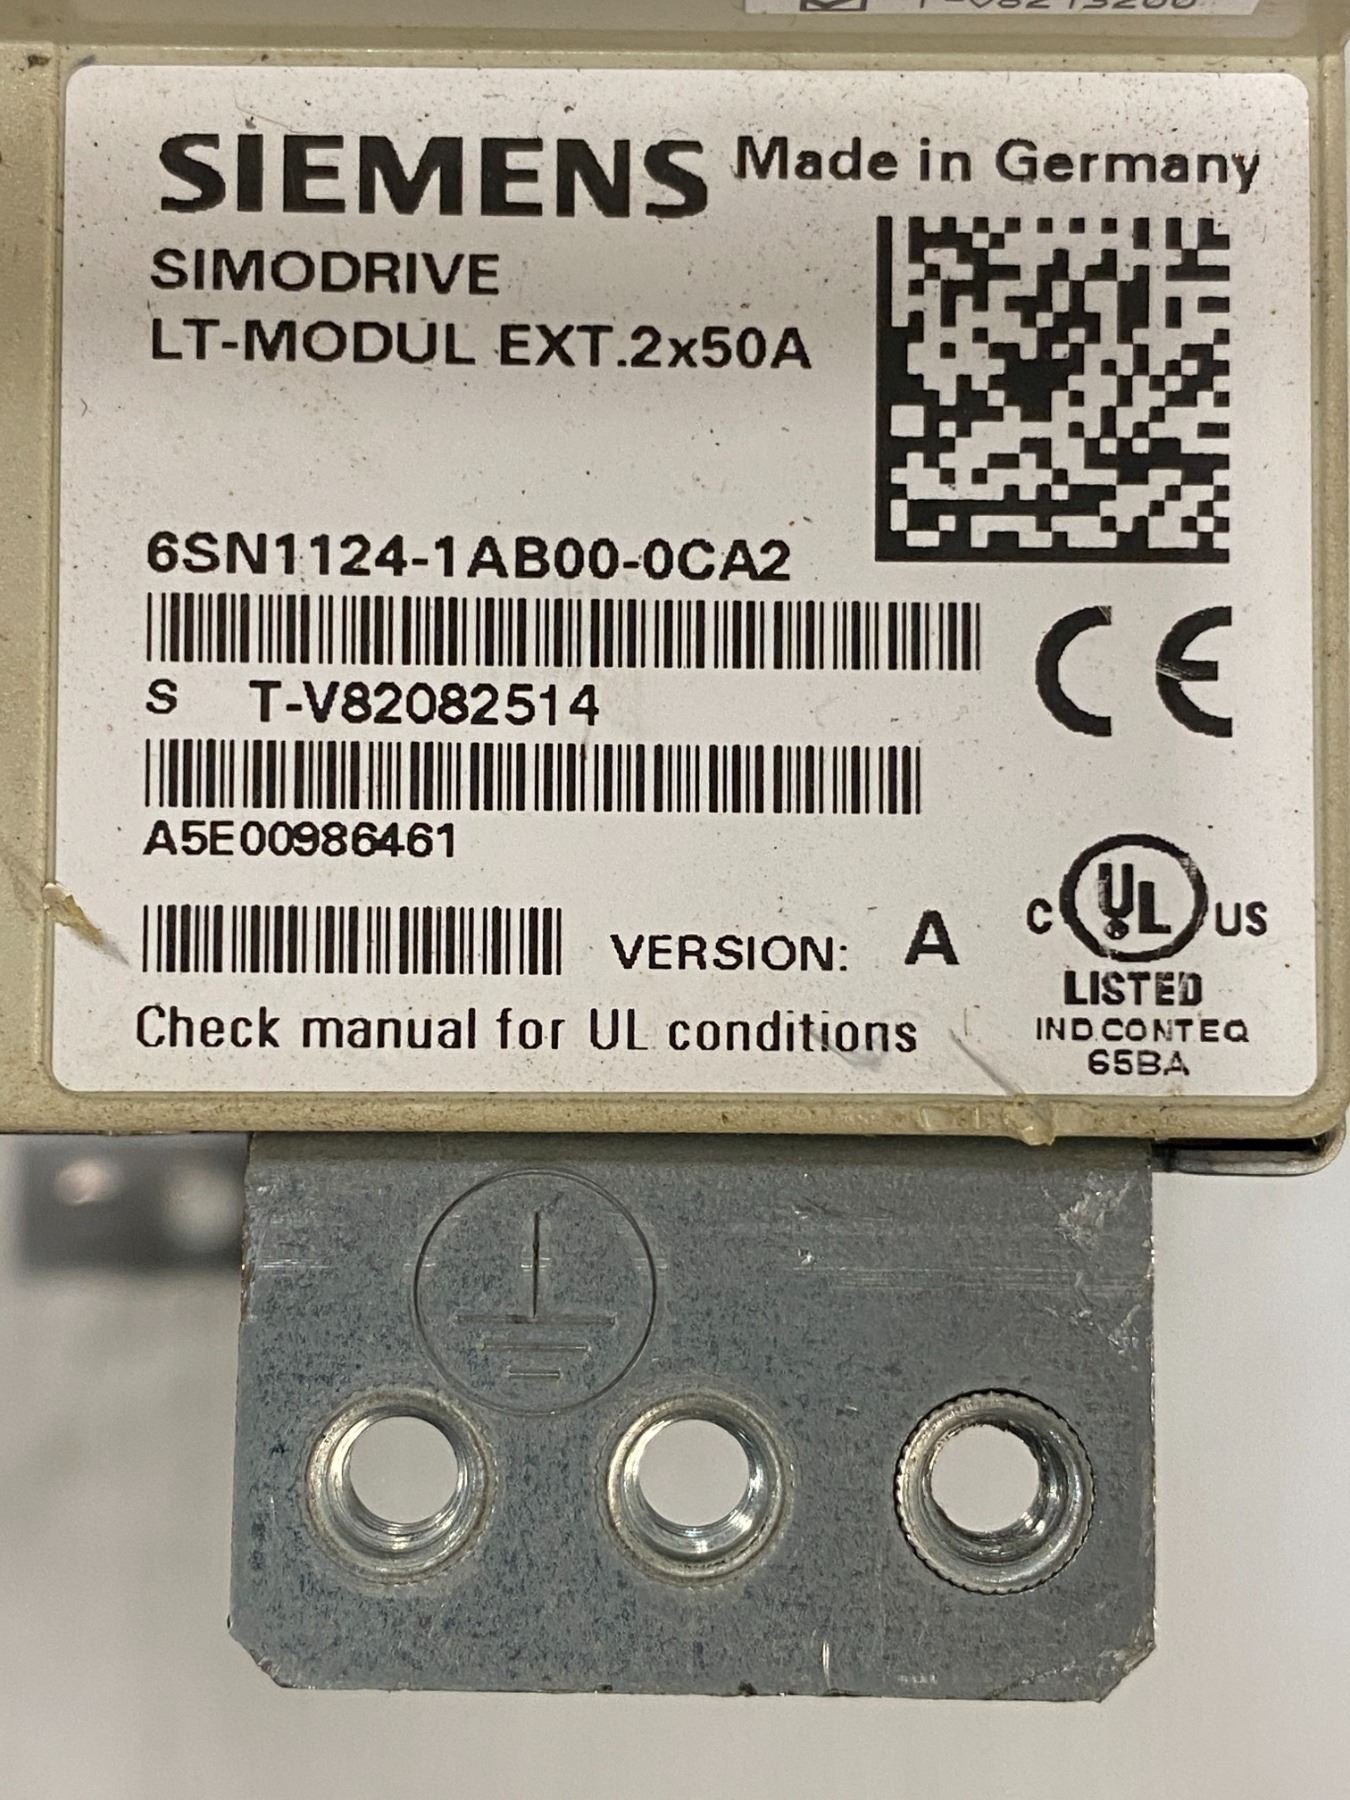 SIEMENS Made in Germany
SIMODRIVE
LT-MODUL EXT.2x50A
6SN1124-1AB00-0CA2
S T-V82082514
A5E00986461
VERSION: A
Check manual for UL conditions
CE
C UL US
LISTED
IND.CONT.EQ
65BA